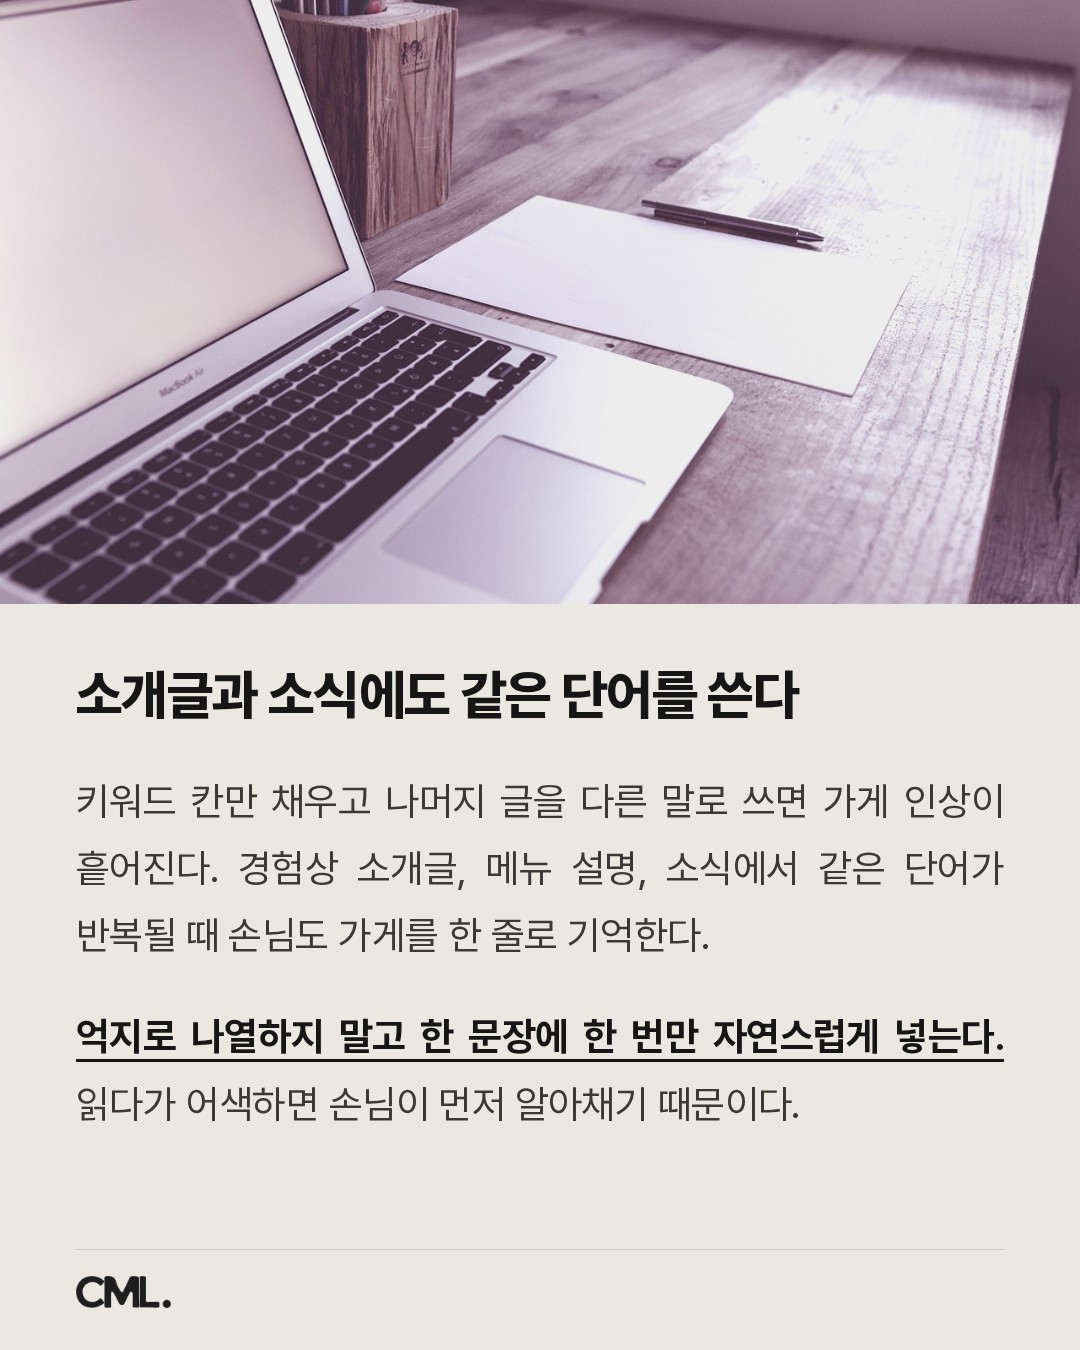 MacBook Air
소개글과 소식에도 같은 단어를 쓴다
키워드 칸만 채우고 나머지 글을 다른 말로 쓰면 가게 인상이
흩어진다. 경험상 소개글, 메뉴 설명, 소식에서 같은 단어가
반복될 때 손님도 가게를 한 줄로 기억한다.
억지로 나열하지 말고 한 문장에 한 번만 자연스럽게 넣는다.
읽다가 어색하면 손님이 먼저 알아채기 때문이다.
CML.